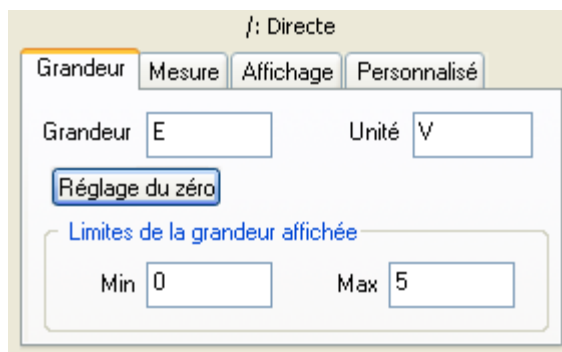 /: Directe
Grandeur Mesure Affichage Personnalisé
Grandeur E Unité V
Réglage du zéro
Limites de la grandeur affichée
Min 0 Max 5